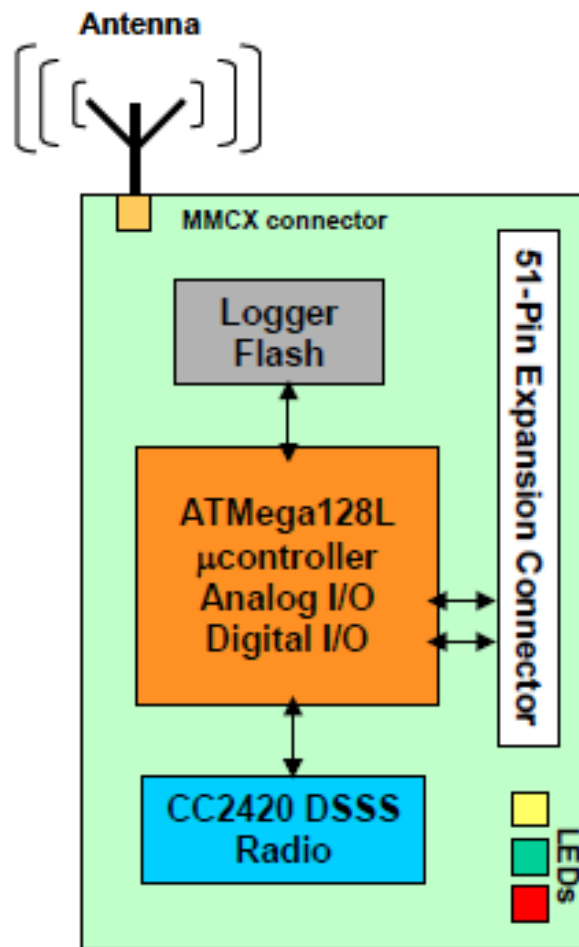 Antenna
MMCX connector
Logger
Flash
ATMega128L
μcontroller
Analog I/O
Digital I/O
51-Pin Expansion Connector
CC2420 DSSS
Radio
LEDs